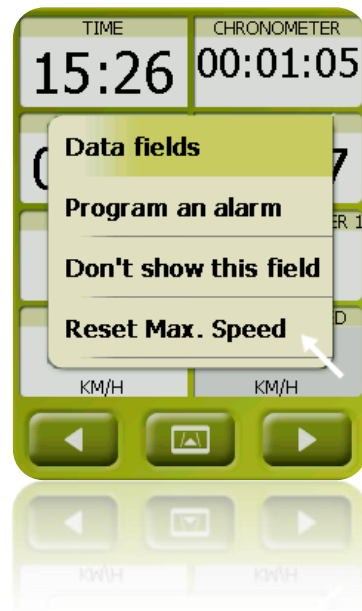 TIME CHRONOMETER
15:26 00:01:05
Data fields
Program an alarm
Don't show this field
Reset Max. Speed
KM/H KM/H